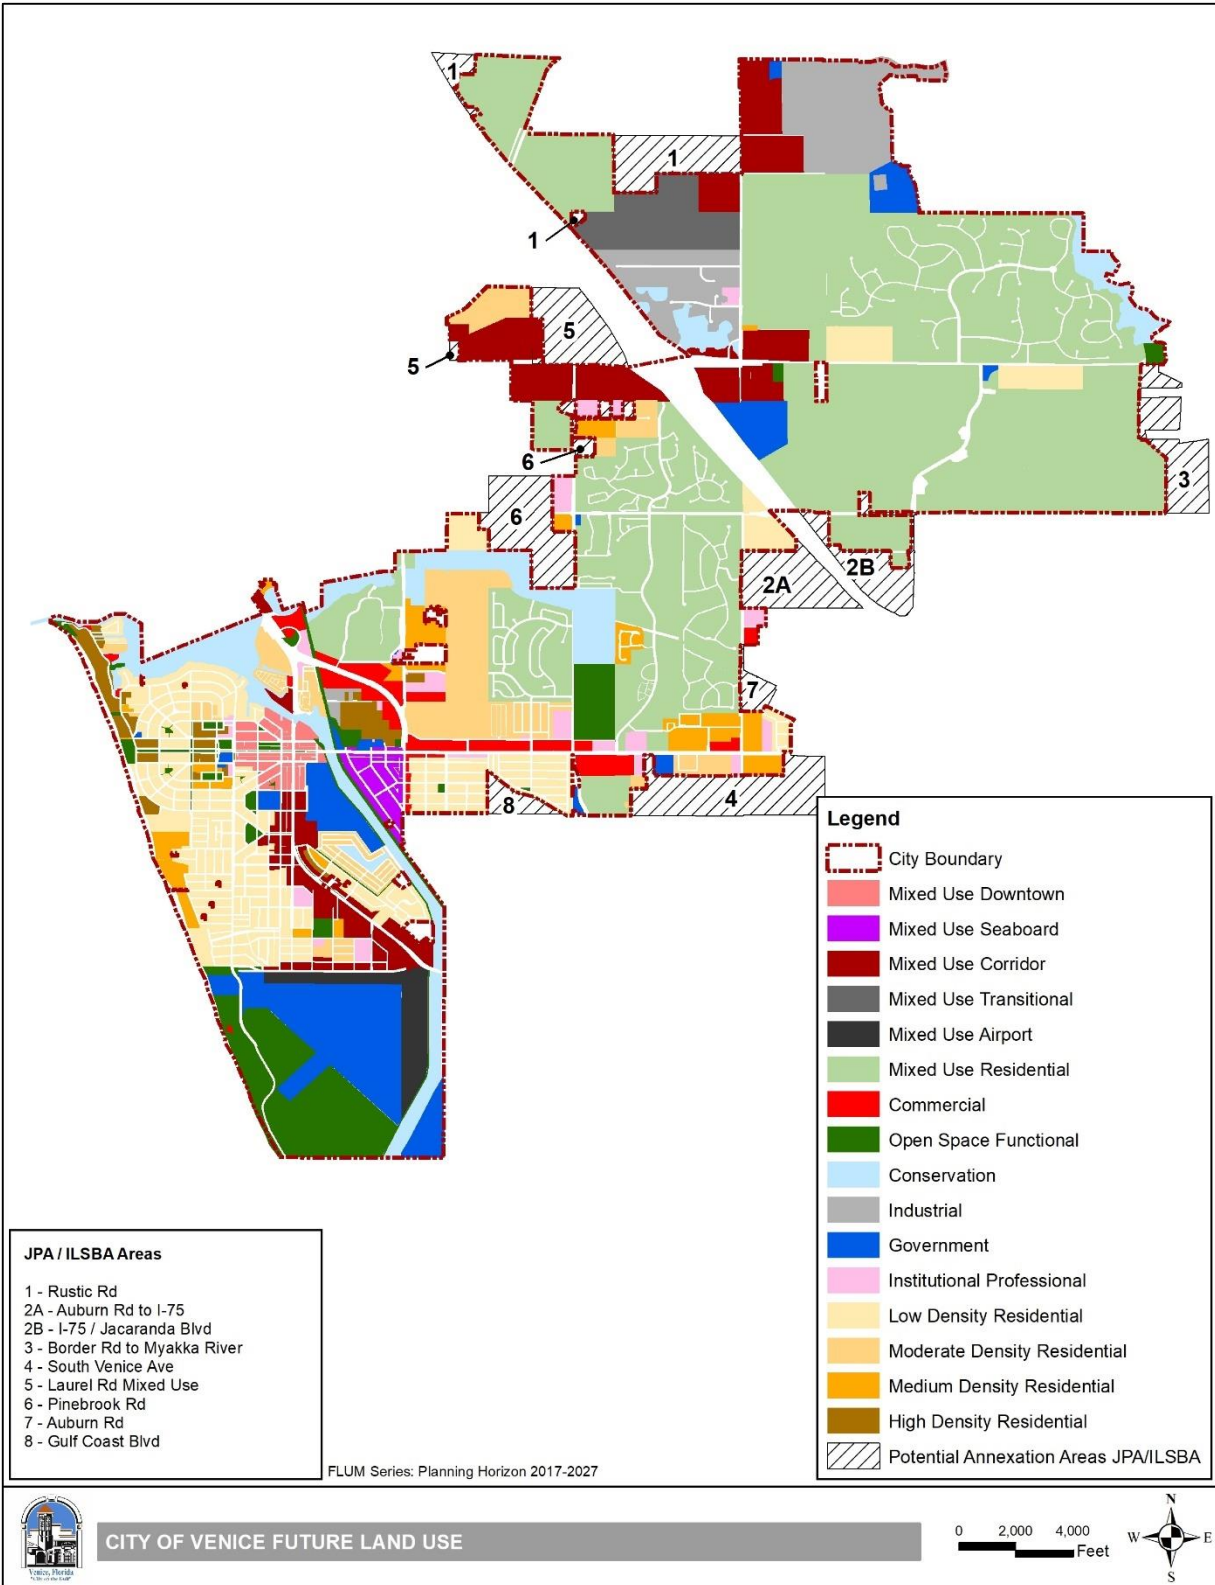 1
1
1
5
5
6
6
3
2A
2B
7
8
4
Legend
City Boundary
Mixed Use Downtown
Mixed Use Seaboard
Mixed Use Corridor
Mixed Use Transitional
Mixed Use Airport
Mixed Use Residential
Commercial
Open Space Functional
Conservation
Industrial
Government
Institutional Professional
Low Density Residential
Moderate Density Residential
Medium Density Residential
High Density Residential
Potential Annexation Areas JPA/ILSBA
JPA / ILSBA Areas
1 - Rustic Rd
2A - Auburn Rd to I-75
2B - I-75 / Jacaranda Blvd
3 - Border Rd to Myakka River
4 - South Venice Ave
5 - Laurel Rd Mixed Use
6 - Pinebrook Rd
7 - Auburn Rd
8 - Gulf Coast Blvd
FLUM Series: Planning Horizon 2017-2027
Venice, Florida
CITY OF VENICE FUTURE LAND USE
0 2,000 4,000
Feet
N
W E
S